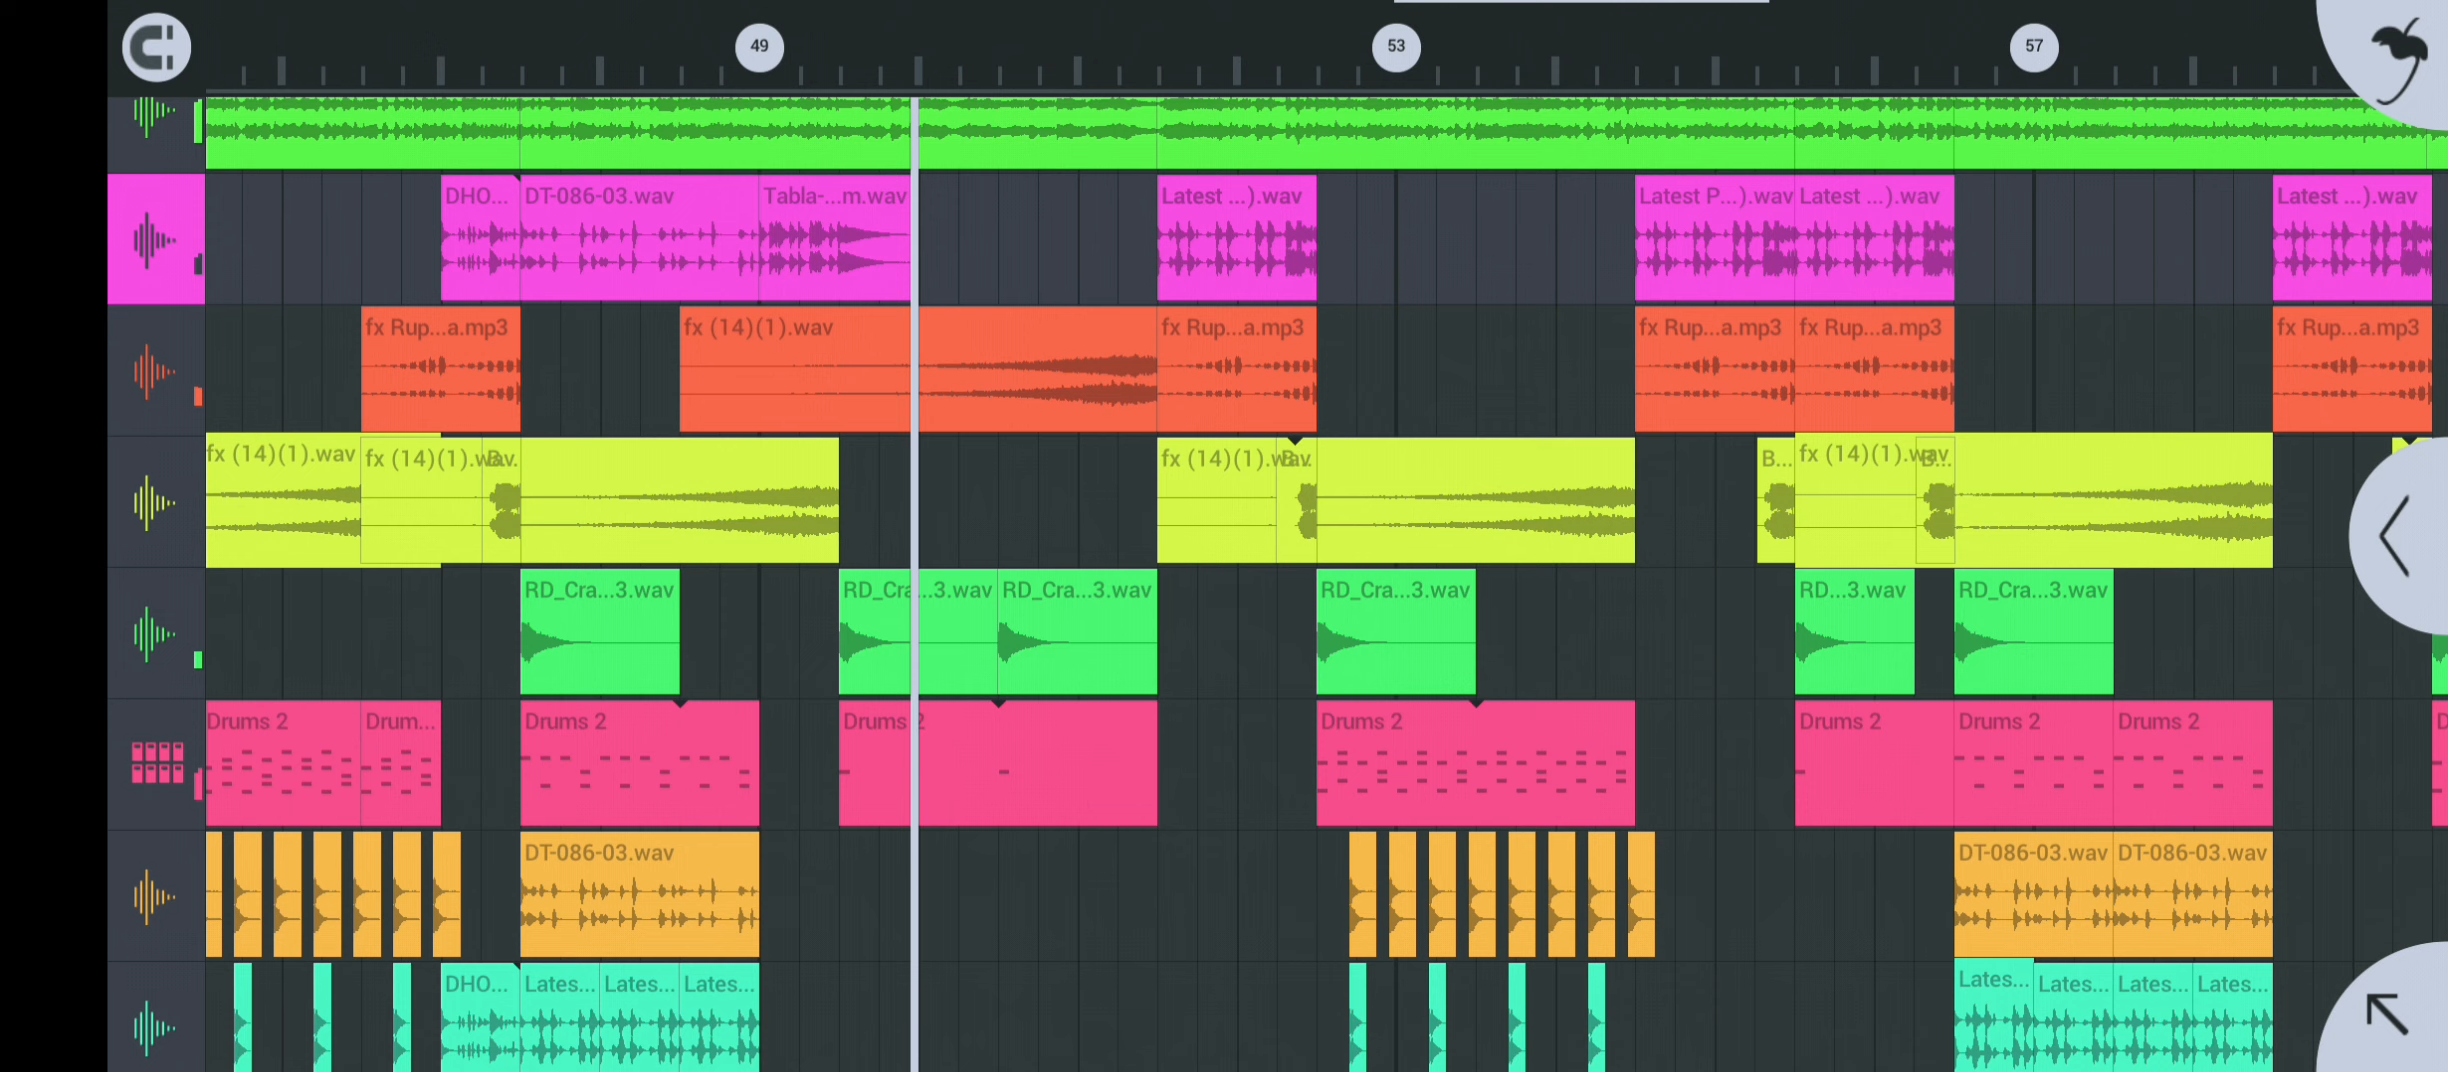 49 53 57
DHO... DT-086-03.wav Tabla-...m.wav Latest ...).wav Latest P...).wav Latest ...).wav Latest ...).wav
fx Rup...a.mp3 fx (14)(1).wav fx Rup...a.mp3 fx Rup...a.mp3 fx Rup...a.mp3 fx Rup...a.mp3
fx (14)(1).wav fx (14)(1).wav fx (14)(1).wav B... fx (14)(1).wav B...
RD_Cra...3.wav RD_Cra...3.wav RD_Cra...3.wav RD_Cra...3.wav RD...3.wav RD_Cra...3.wav
Drums 2 Drum... Drums 2 Drums 2 Drums 2 Drums 2 Drums 2 Drums 2
DT-086-03.wav DT-086-03.wav DT-086-03.wav
DHO... Lates... Lates... Lates... Lates... Lates... Lates... Lates...